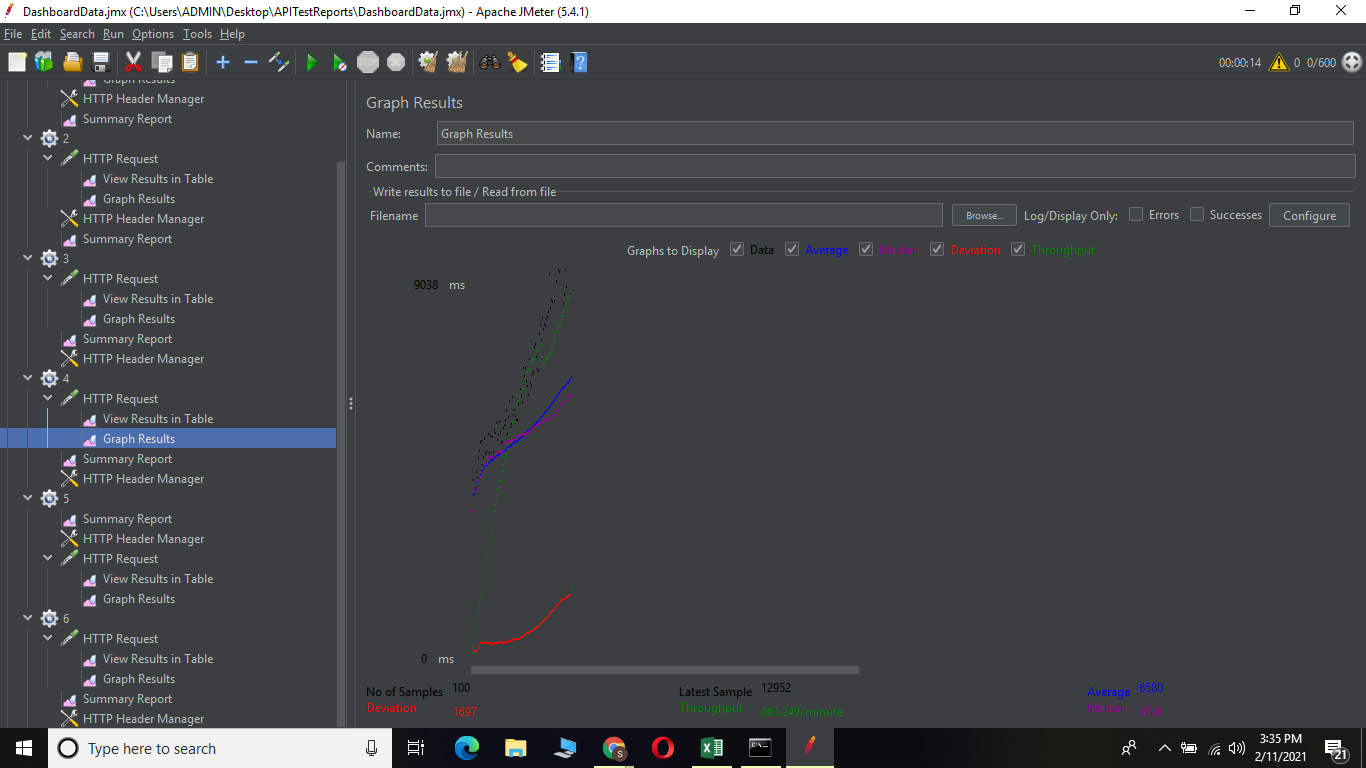 DashboardData.jmx (C:\Users\ADMIN\Desktop\APITestReports\DashboardData.jmx) - Apache JMeter (5.4.1)
File Edit Search Run Options Tools Help
STOP 00:00:14 0 0/600
Graph Results
HTTP Header Manager
Summary Report
2
HTTP Request
View Results in Table
Graph Results
HTTP Header Manager
Summary Report
3
HTTP Request
View Results in Table
Graph Results
Summary Report
HTTP Header Manager
4
HTTP Request
View Results in Table
Graph Results
Summary Report
HTTP Header Manager
5
Summary Report
HTTP Header Manager
HTTP Request
View Results in Table
Graph Results
6
HTTP Request
View Results in Table
Graph Results
Summary Report
HTTP Header Manager
Graph Results
Name: Graph Results
Comments:
Write results to file / Read from file
Filename Browse... Log/Display Only: Errors Successes Configure
Graphs to Display Data Average Median Deviation Throughput
9038 ms
0 ms
No of Samples 100 Latest Sample 12952 Average 6580
Deviation 1697 Throughput 463.249/minute Median
Type here to search
S
3:35 PM
2/11/2021
21